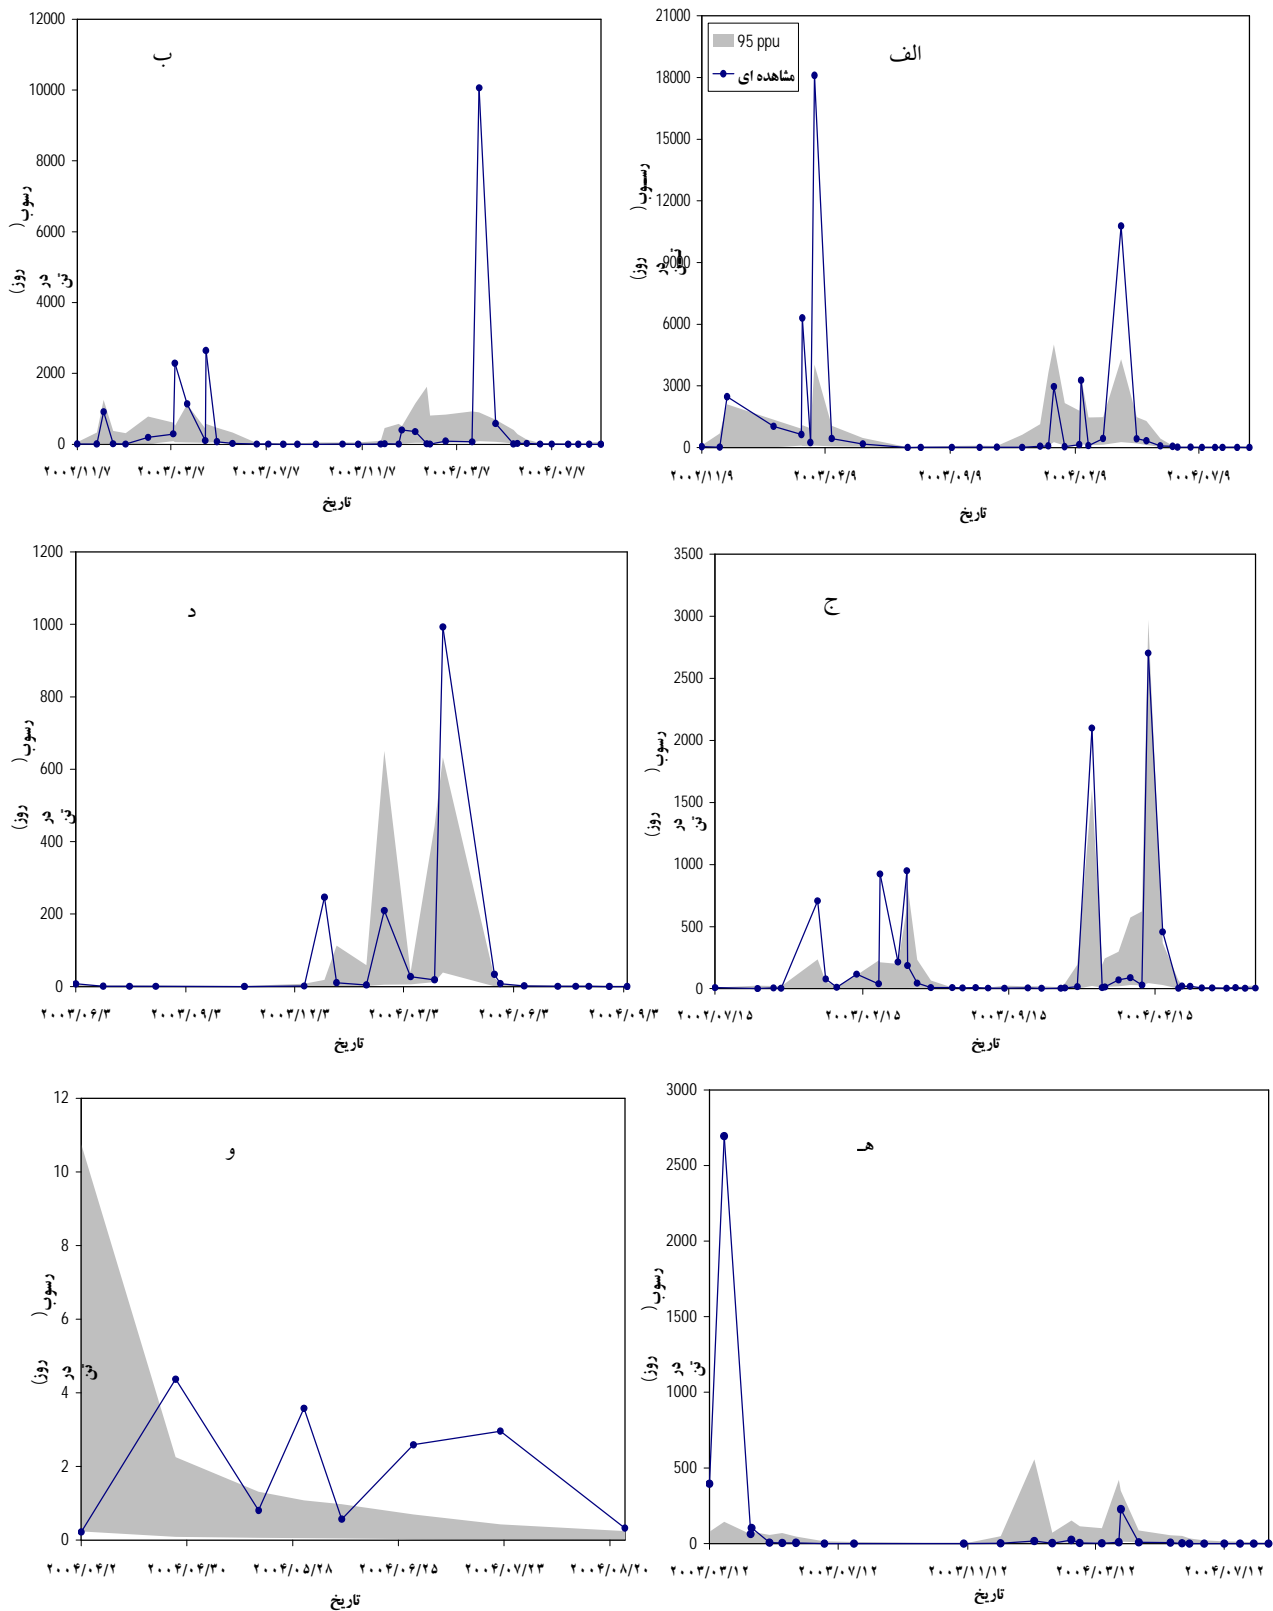 الف
95 ppu
مشاهده ای
21000
18000
15000
12000
9000
6000
3000
0
رسوب(
تن در
روز)
۲۰۰۲/۱۱/۹
۲۰۰۳/۰۴/۹
۲۰۰۳/۰۹/۹
۲۰۰۴/۰۲/۹
۲۰۰۴/۰۷/۹
تاریخ
ب
12000
10000
8000
6000
4000
2000
0
رسوب(
تن در
روز)
۲۰۰۲/۱۱/۷
۲۰۰۳/۰۳/۷
۲۰۰۳/۰۷/۷
۲۰۰۳/۱۱/۷
۲۰۰۴/۰۳/۷
۲۰۰۴/۰۷/۷
تاریخ
ج
3500
3000
2500
2000
1500
1000
500
0
رسوب(
تن در
روز)
۲۰۰۲/۰۷/۱۵
۲۰۰۳/۰۲/۱۵
۲۰۰۳/۰۹/۱۵
۲۰۰۴/۰۴/۱۵
تاریخ
د
1200
1000
800
600
400
200
0
رسوب(
تن در
روز)
۲۰۰۳/۰۶/۳
۲۰۰۳/۰۹/۳
۲۰۰۳/۱۲/۳
۲۰۰۴/۰۳/۳
۲۰۰۴/۰۶/۳
۲۰۰۴/۰۹/۳
تاریخ
هـ
3000
2500
2000
1500
1000
500
0
رسوب(
تن در
روز)
۲۰۰۳/۰۳/۱۲
۲۰۰۳/۰۷/۱۲
۲۰۰۳/۱۱/۱۲
۲۰۰۴/۰۳/۱۲
۲۰۰۴/۰۷/۱۲
تاریخ
و
12
10
8
6
4
2
0
رسوب(
تن در
روز)
۲۰۰۴/۰۴/۲
۲۰۰۴/۰۴/۳۰
۲۰۰۴/۰۵/۲۸
۲۰۰۴/۰۶/۲۵
۲۰۰۴/۰۷/۲۳
۲۰۰۴/۰۸/۲۰
تاریخ